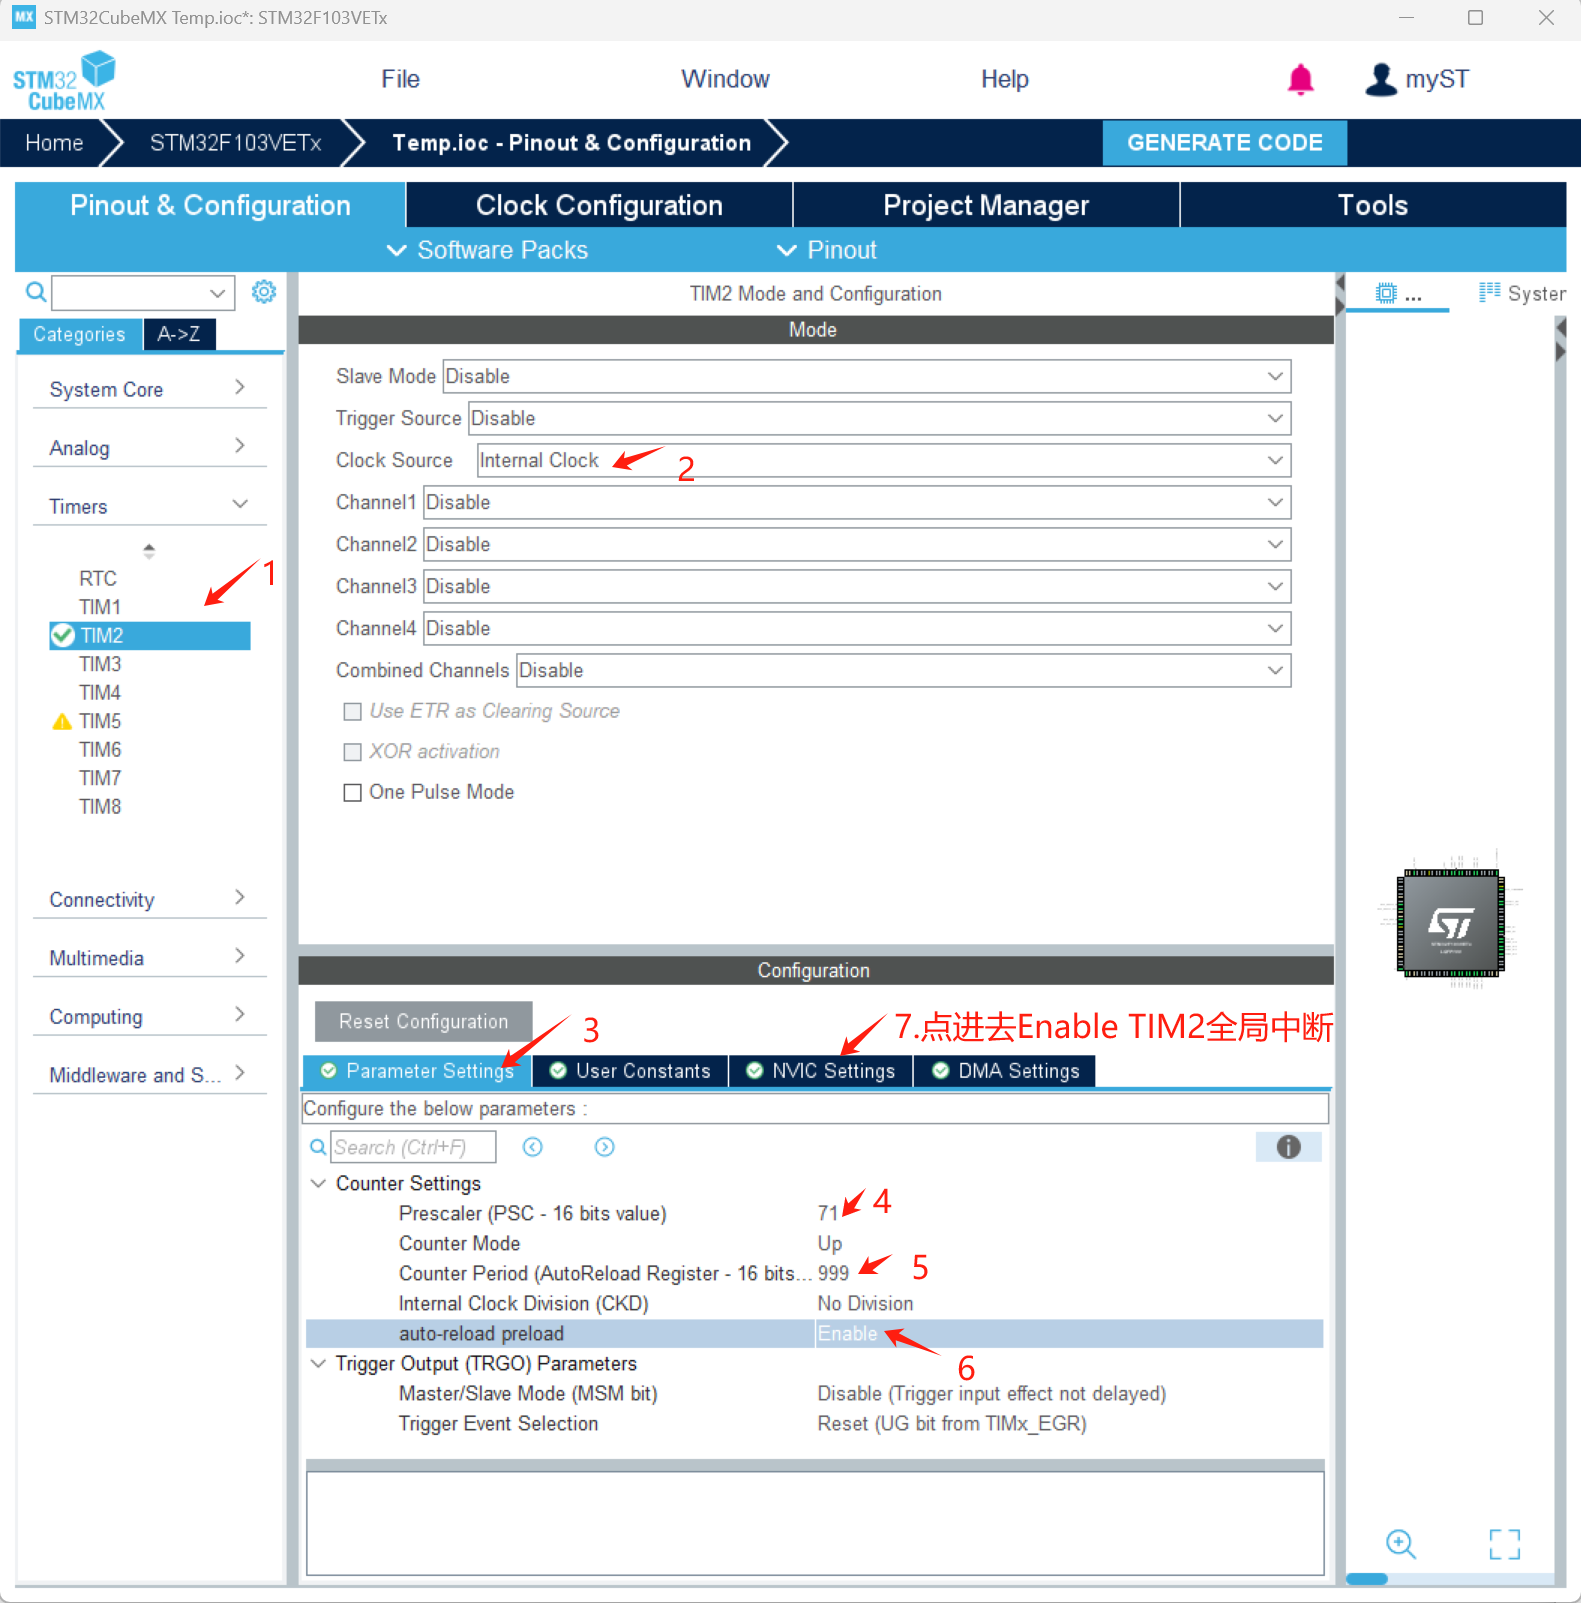 MX STM32CubeMX Temp.ioc*: STM32F103VETx
STM32 CubeMX
File Window Help myST
Home STM32F103VETx Temp.ioc - Pinout & Configuration GENERATE CODE
Pinout & Configuration Clock Configuration Project Manager Tools
Software Packs Pinout
TIM2 Mode and Configuration
... Syster
Categories A->Z
System Core
Analog
Timers
1
RTC
TIM1
TIM2
TIM3
TIM4
TIM5
TIM6
TIM7
TIM8
Connectivity
Multimedia
Computing
Middleware and S...
Mode
Slave Mode Disable
Trigger Source Disable
Clock Source Internal Clock 2
Channel1 Disable
Channel2 Disable
Channel3 Disable
Channel4 Disable
Combined Channels Disable
Use ETR as Clearing Source
XOR activation
One Pulse Mode
Configuration
Reset Configuration 3 7.点进去Enable TIM2全局中断
Parameter Settings User Constants NVIC Settings DMA Settings
Configure the below parameters :
Search (Ctrl+F)
Counter Settings
Prescaler (PSC - 16 bits value) 71 4
Counter Mode Up
Counter Period (AutoReload Register - 16 bits... 999 5
Internal Clock Division (CKD) No Division
auto-reload preload Enable 6
Trigger Output (TRGO) Parameters
Master/Slave Mode (MSM bit) Disable (Trigger input effect not delayed)
Trigger Event Selection Reset (UG bit from TIMx_EGR)
ST